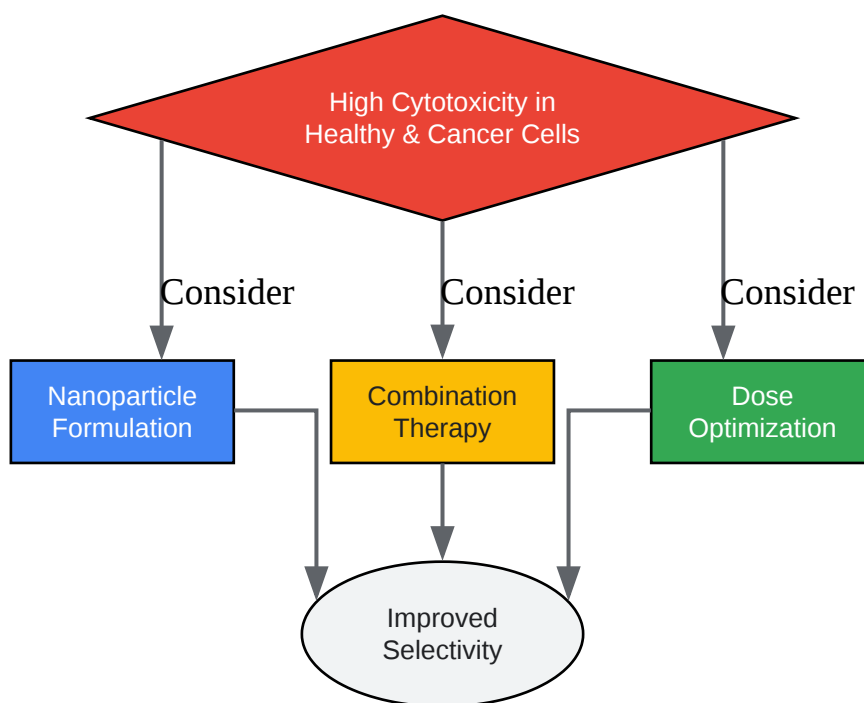 High Cytotoxicity in
Healthy & Cancer Cells
Consider
Consider
Consider
Nanoparticle
Formulation
Combination
Therapy
Dose
Optimization
Improved
Selectivity